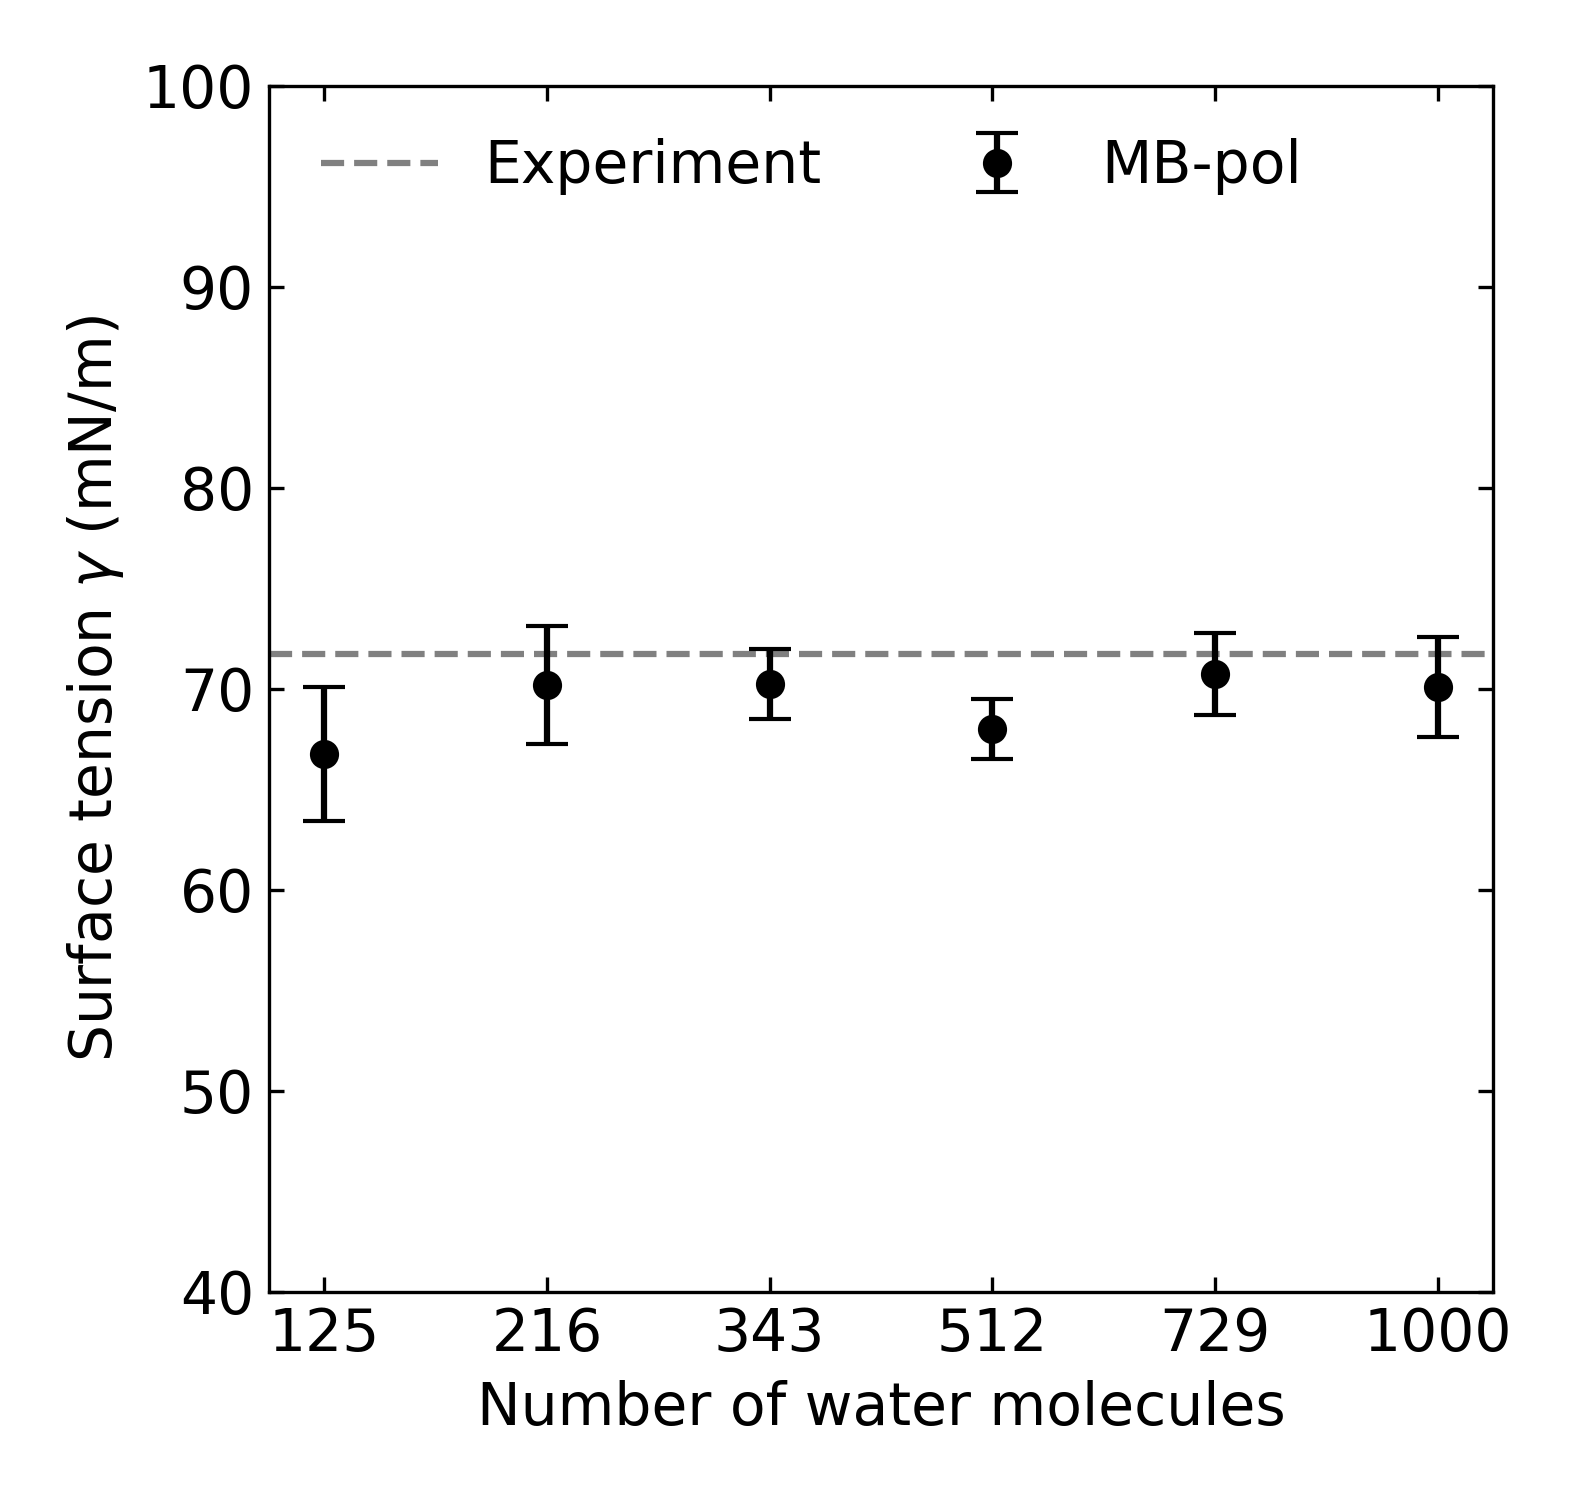 100
Experiment MB-pol
90
80
70
60
50
40
Surface tension γ (mN/m)
125 216 343 512 729 1000
Number of water molecules